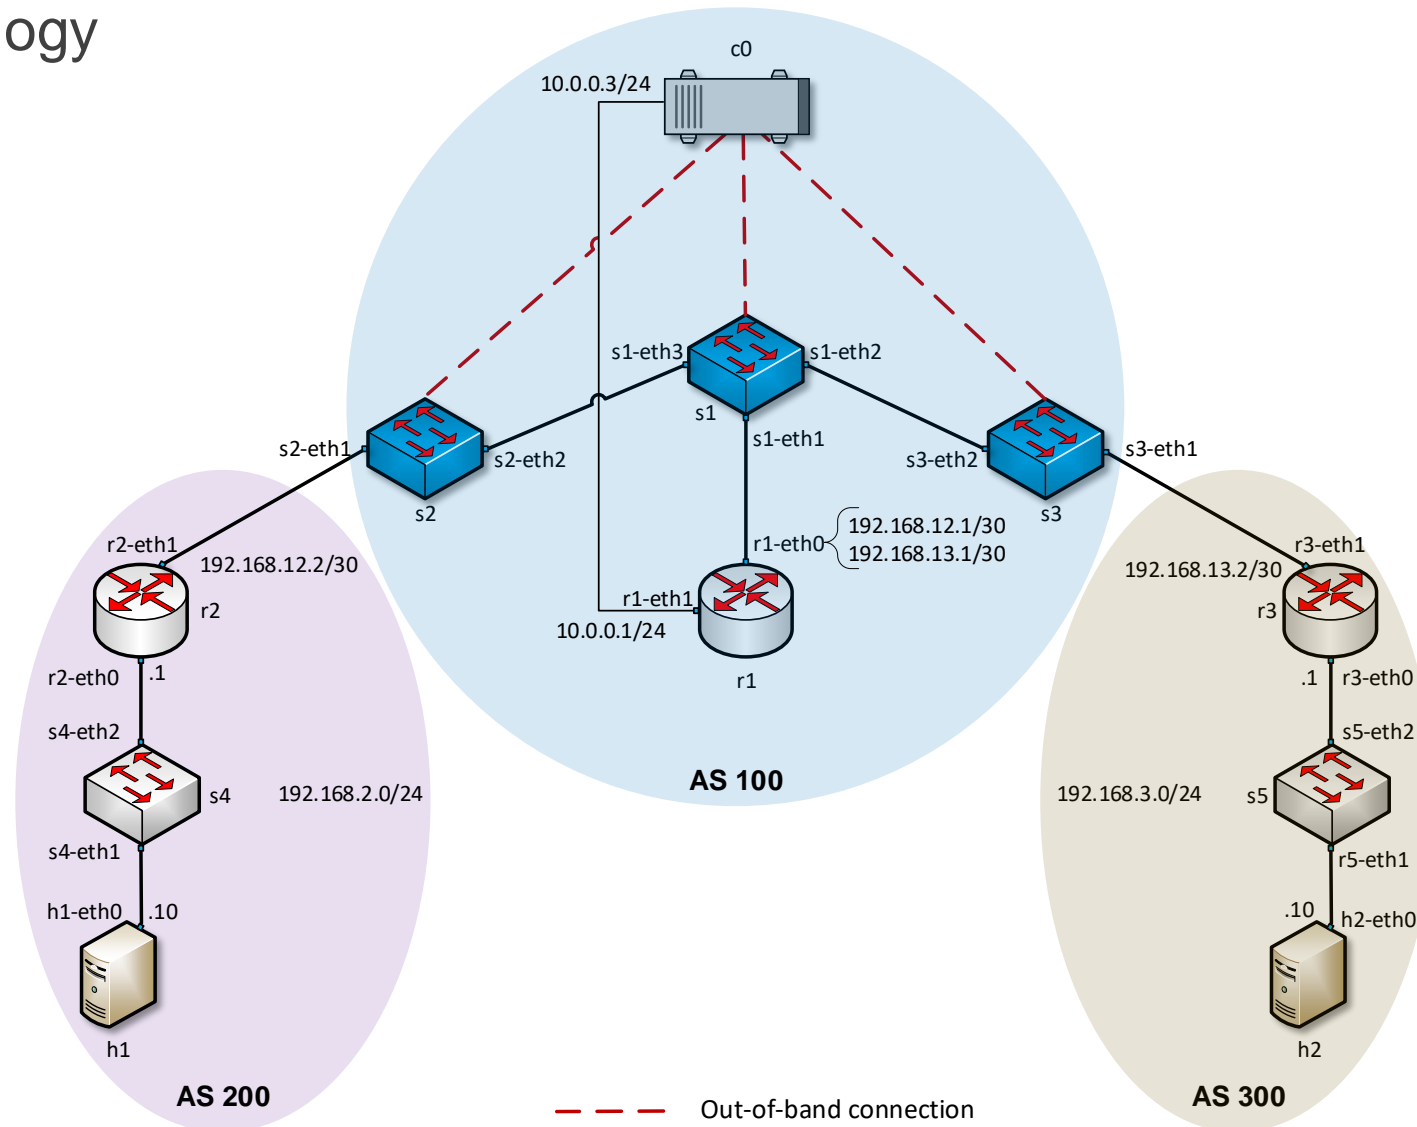 ogy
c0
10.0.0.3/24
s1-eth3
s1-eth2
s1
s1-eth1
s2-eth1
s2-eth2
s2
s3-eth2
s3-eth1
s3
r1-eth0
192.168.12.1/30
192.168.13.1/30
r1-eth1
10.0.0.1/24
r1
r2-eth1
192.168.12.2/30
r2
r2-eth0
.1
s4-eth2
s4
192.168.2.0/24
s4-eth1
h1-eth0
.10
h1
AS 200
AS 100
r3-eth1
192.168.13.2/30
r3
.1
r3-eth0
s5-eth2
192.168.3.0/24
s5
r5-eth1
.10
h2-eth0
h2
AS 300
Out-of-band connection